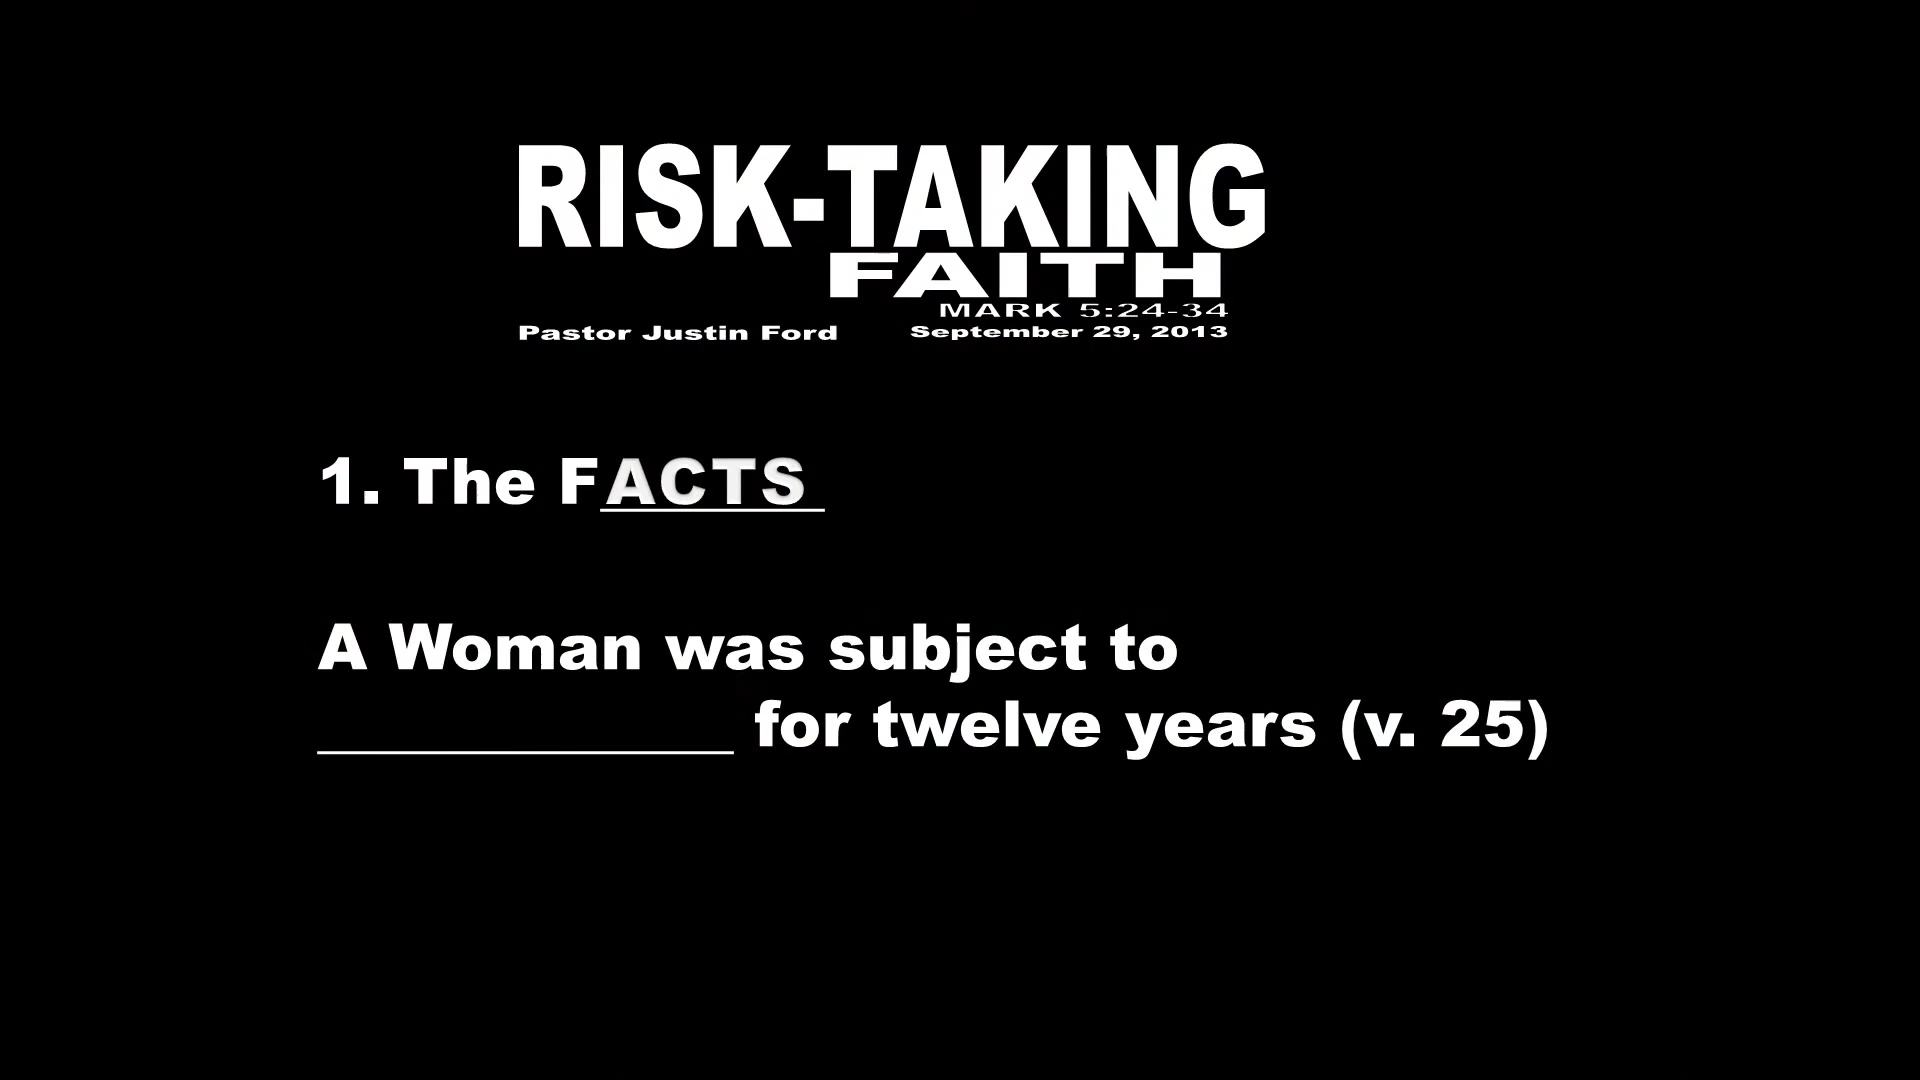 RISK-TAKING
FAITH
MARK 5:24-34
Pastor Justin Ford September 29, 2013
1. The FACTS
A Woman was subject to
____________ for twelve years (v. 25)